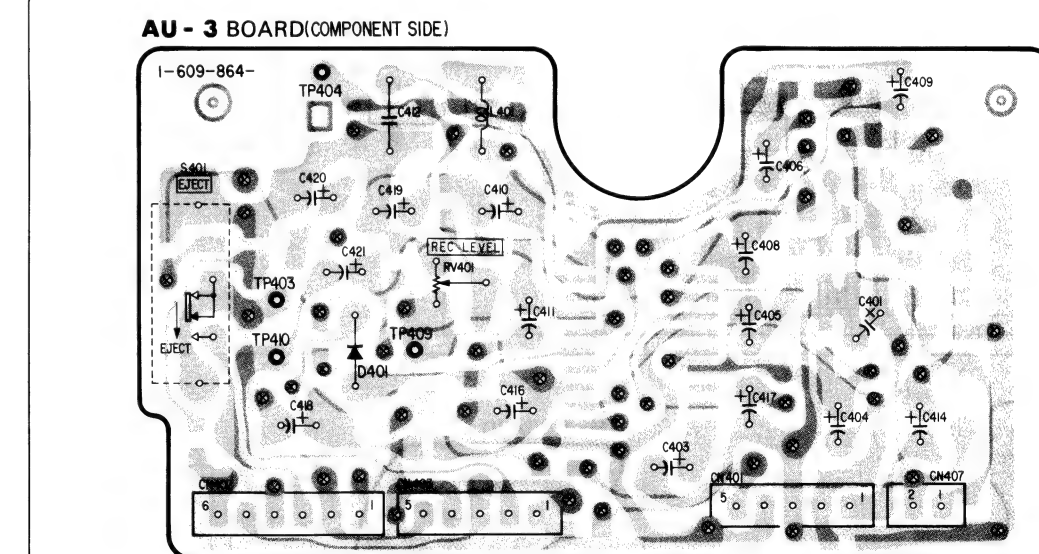 AU - 3 BOARD(COMPONENT SIDE)
1-609-864-
TP404
C412
L401
C409
C406
S401
EJECT
C420
C419
C410
REC LEVEL
C408
C421
RV401
TP403
C411
C405
C401
EJECT
TP410
TP409
D401
C418
C416
C417
C404
C414
C403
CN401
CN407
6
1
5
1
5
1
2
1